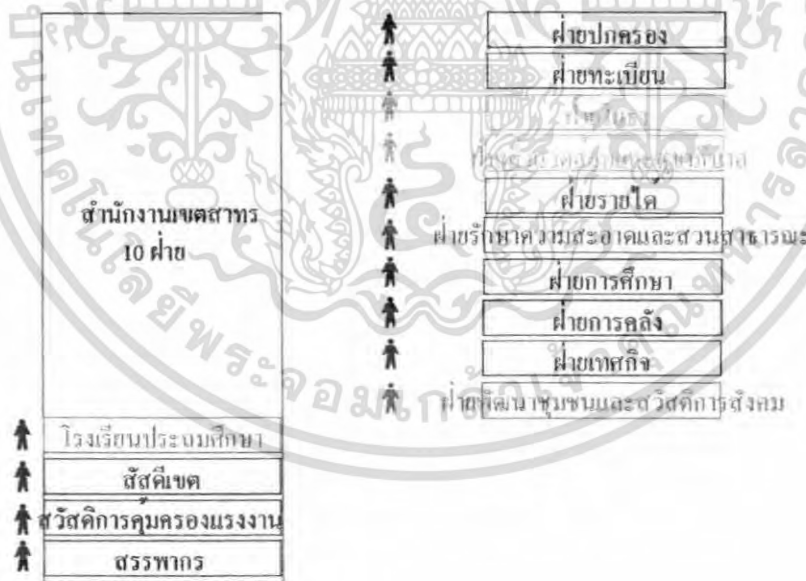 สำนักงานเขตสาทร
10 ฝ่าย
โรงเรียนประถมศึกษา
สัสดีเขต
สวัสดิการคุ้มครองแรงงาน
สรรพากร
ฝ่ายปกครอง
ฝ่ายทะเบียน
ฝ่ายโยธา
ฝ่ายรายได้
ฝ่ายรักษาความสะอาดและสวนสาธารณะ
ฝ่ายการศึกษา
ฝ่ายการคลัง
ฝ่ายเทศกิจ
ฝ่ายพัฒนาชุมชนและสวัสดิการสังคม